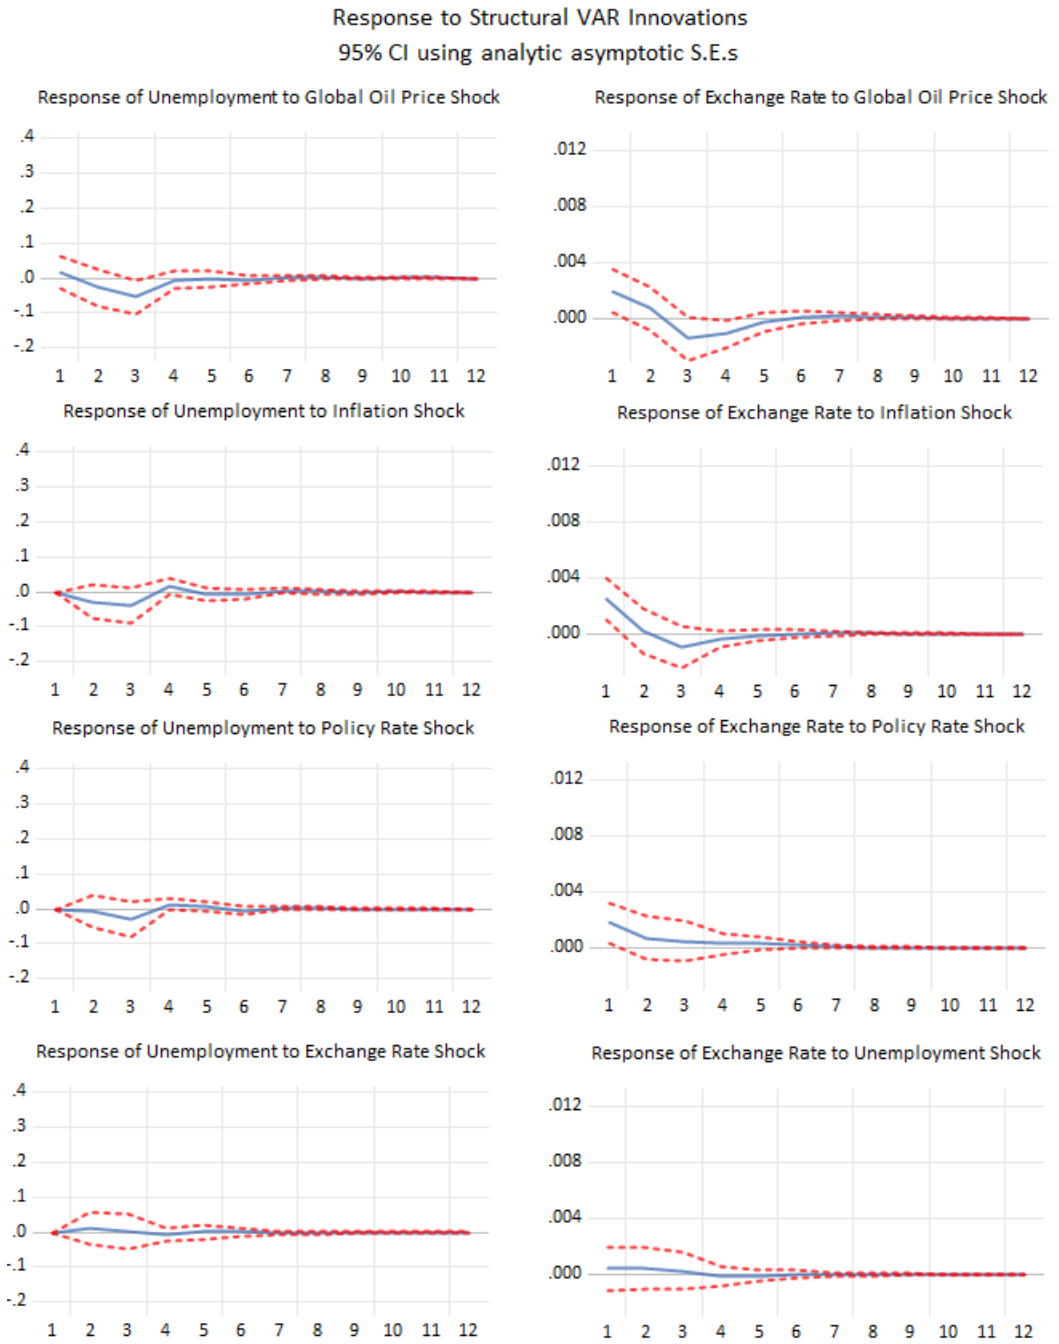 Response to Structural VAR Innovations
95% CI using analytic asymptotic S.E.s
Response of Unemployment to Global Oil Price Shock
.4
.3
.2
.1
.0
-.1
-.2
1 2 3 4 5 6 7 8 9 10 11 12
Response of Exchange Rate to Global Oil Price Shock
.012
.008
.004
.000
1 2 3 4 5 6 7 8 9 10 11 12
Response of Unemployment to Inflation Shock
.4
.3
.2
.1
.0
-.1
-.2
1 2 3 4 5 6 7 8 9 10 11 12
Response of Exchange Rate to Inflation Shock
.012
.008
.004
.000
1 2 3 4 5 6 7 8 9 10 11 12
Response of Unemployment to Policy Rate Shock
.4
.3
.2
.1
.0
-.1
-.2
1 2 3 4 5 6 7 8 9 10 11 12
Response of Exchange Rate to Policy Rate Shock
.012
.008
.004
.000
1 2 3 4 5 6 7 8 9 10 11 12
Response of Unemployment to Exchange Rate Shock
.4
.3
.2
.1
.0
-.1
-.2
1 2 3 4 5 6 7 8 9 10 11 12
Response of Exchange Rate to Unemployment Shock
.012
.008
.004
.000
1 2 3 4 5 6 7 8 9 10 11 12